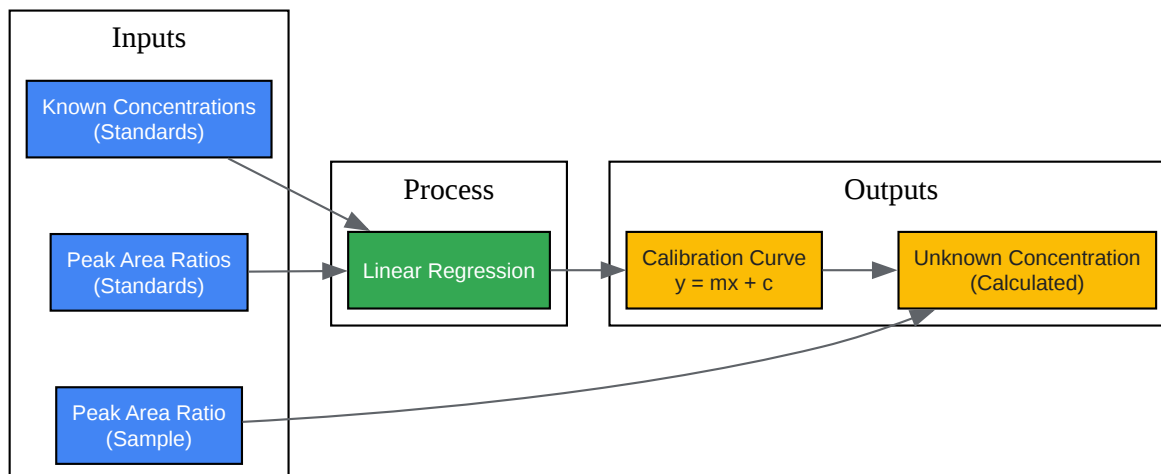 Inputs
Known Concentrations
(Standards)
Peak Area Ratios
(Standards)
Peak Area Ratio
(Sample)
Process
Linear Regression
Outputs
Calibration Curve
y = mx + c
Unknown Concentration
(Calculated)